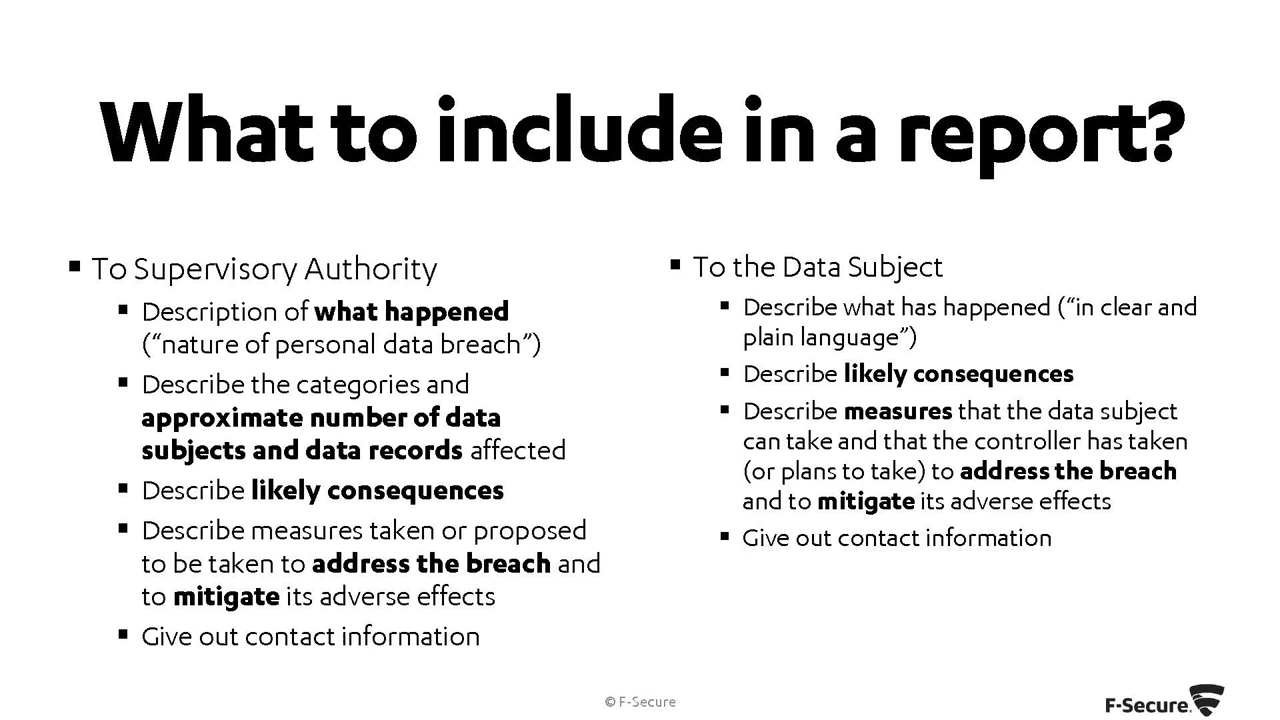 What to include in a report?
▪ To Supervisory Authority
▪ Description of what happened
("nature of personal data breach")
▪ Describe the categories and
approximate number of data
subjects and data records affected
▪ Describe likely consequences
▪ Describe measures taken or proposed
to be taken to address the breach and
to mitigate its adverse effects
▪ Give out contact information
▪ To the Data Subject
▪ Describe what has happened (“in clear and
plain language”)
▪ Describe likely consequences
▪ Describe measures that the data subject
can take and that the controller has taken
(or plans to take) to address the breach
and to mitigate its adverse effects
▪ Give out contact information
© F-Secure
F-Secure.